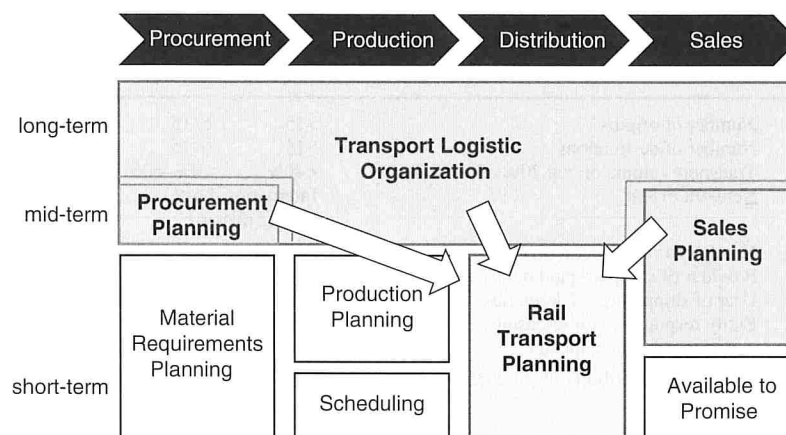 Procurement
Production
Distribution
Sales
long-term
Transport Logistic
Organization
mid-term
Procurement
Planning
Sales
Planning
Material
Requirements
Planning
Production
Planning
Rail
Transport
Planning
short-term
Scheduling
Available to
Promise